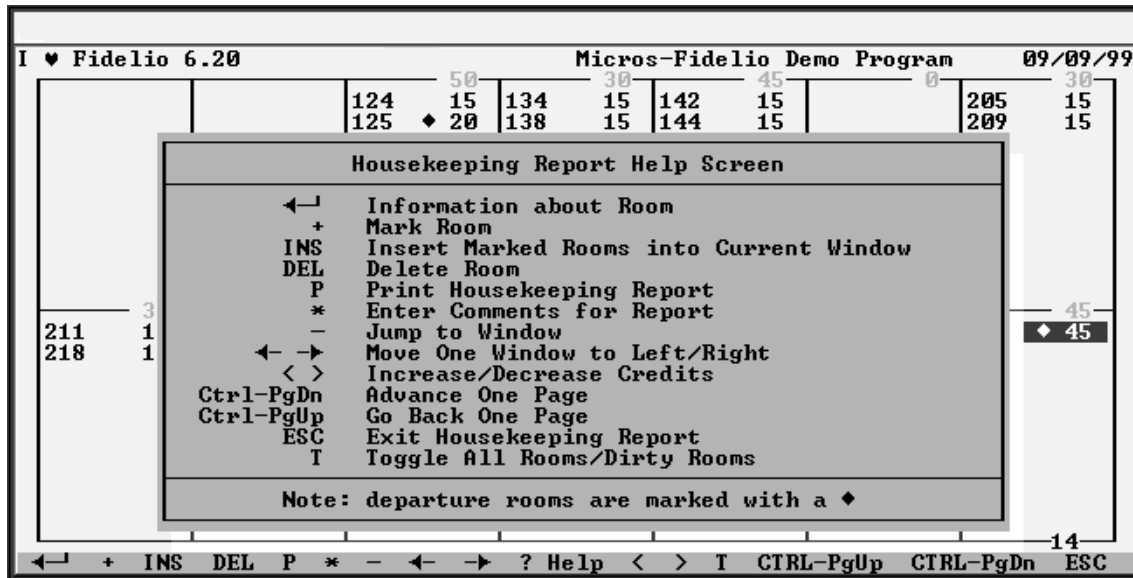 I ♥ Fidelio 6.20 Micros-Fidelio Demo Program 09/09/99
50 30 45 0 30
124 15 134 15 142 15 205 15
125 ♦ 20 138 15 144 15 209 15
Housekeeping Report Help Screen
◄─┘ Information about Room
+ Mark Room
INS Insert Marked Rooms into Current Window
DEL Delete Room
P Print Housekeeping Report
* Enter Comments for Report
3 45
211 1 - Jump to Window ♦ 45
218 1 ◄- -► Move One Window to Left/Right
< > Increase/Decrease Credits
Ctrl-PgDn Advance One Page
Ctrl-PgUp Go Back One Page
ESC Exit Housekeeping Report
T Toggle All Rooms/Dirty Rooms
Note: departure rooms are marked with a ♦
14
◄─┘ + INS DEL P * - ◄- -► ? Help < > T CTRL-PgUp CTRL-PgDn ESC